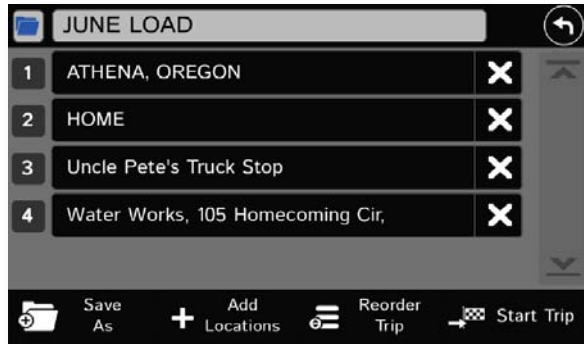 JUNE LOAD
1 ATHENA, OREGON
2 HOME
3 Uncle Pete's Truck Stop
4 Water Works, 105 Homecoming Cir,
Save As
Add Locations
Reorder Trip
Start Trip